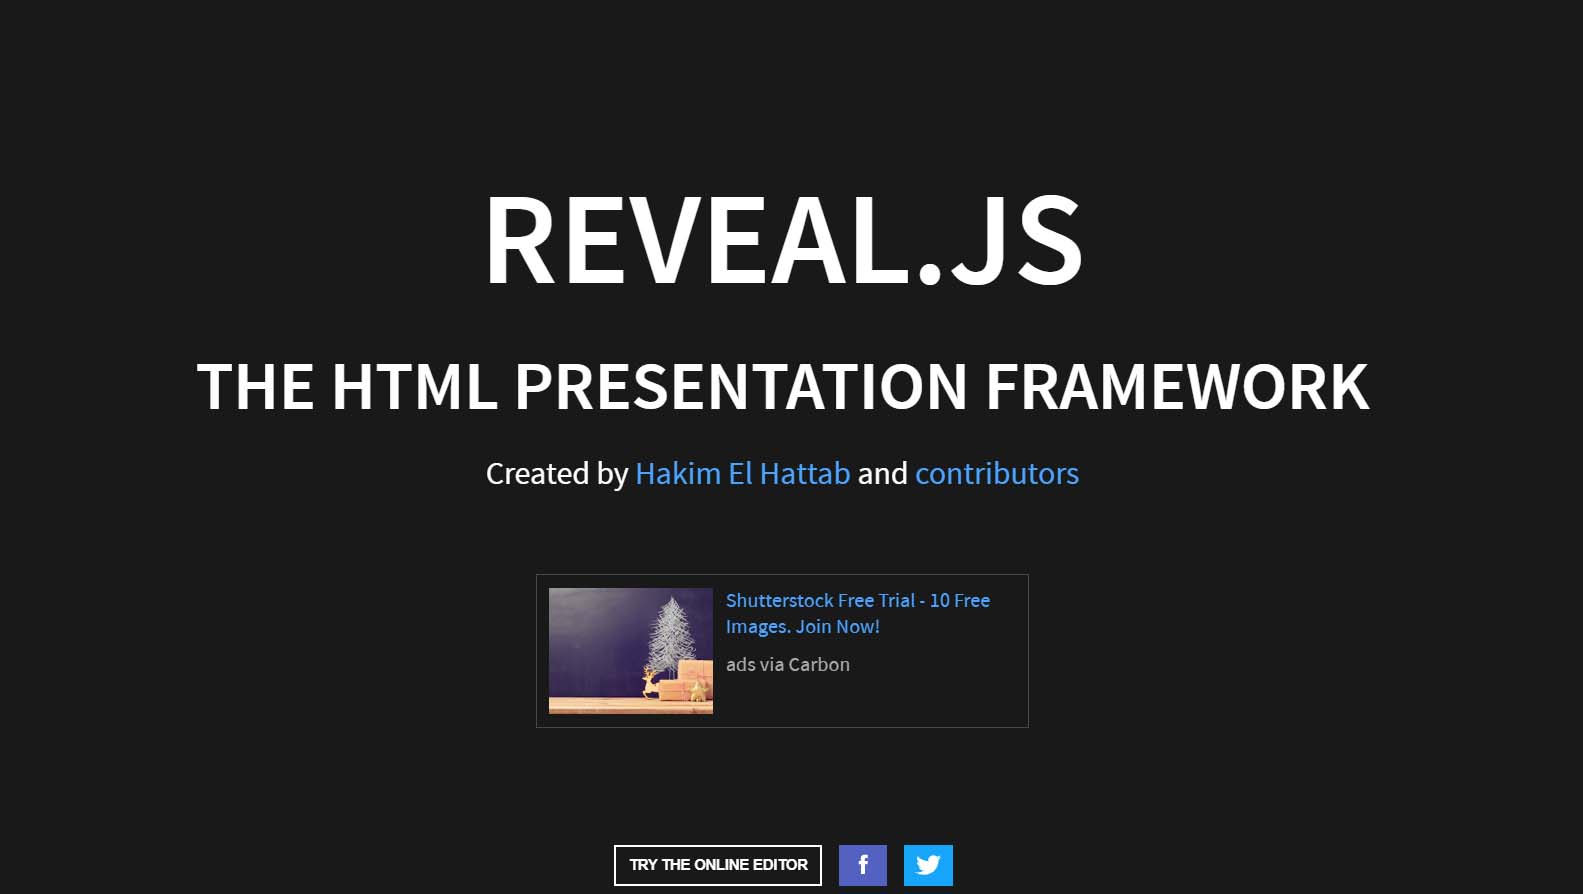 REVEAL.JS
THE HTML PRESENTATION FRAMEWORK
Created by Hakim El Hattab and contributors
Shutterstock Free Trial - 10 Free
Images. Join Now!
ads via Carbon
TRY THE ONLINE EDITOR